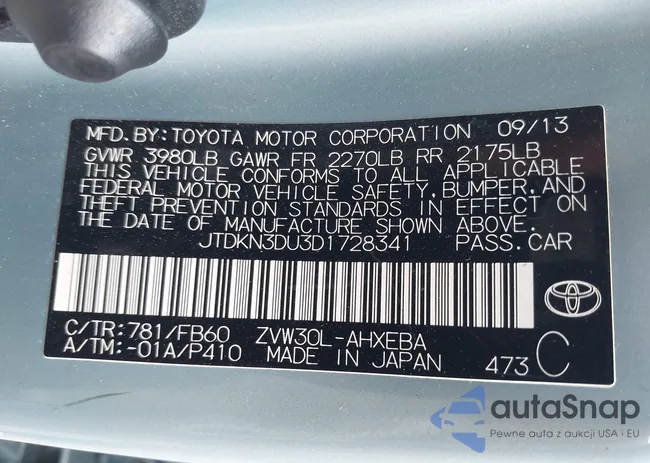 MFD. BY: TOYOTA MOTOR CORPORATION 09/13
GVWR 3980LB GAWR FR 2270LB RR 2175LB
THIS VEHICLE CONFORMS TO ALL APPLICABLE
FEDERAL MOTOR VEHICLE SAFETY, BUMPER, AND
THEFT PREVENTION STANDARDS IN EFFECT ON
THE DATE OF MANUFACTURE SHOWN ABOVE.
JTDKN3DU3D1728341 PASS. CAR
C/TR: 781/FB60 ZVW30L-AHXEBA
A/TM: -01A/P410 MADE IN JAPAN 473 C
autaSnap
Pewne auta z aukcji USA i EU